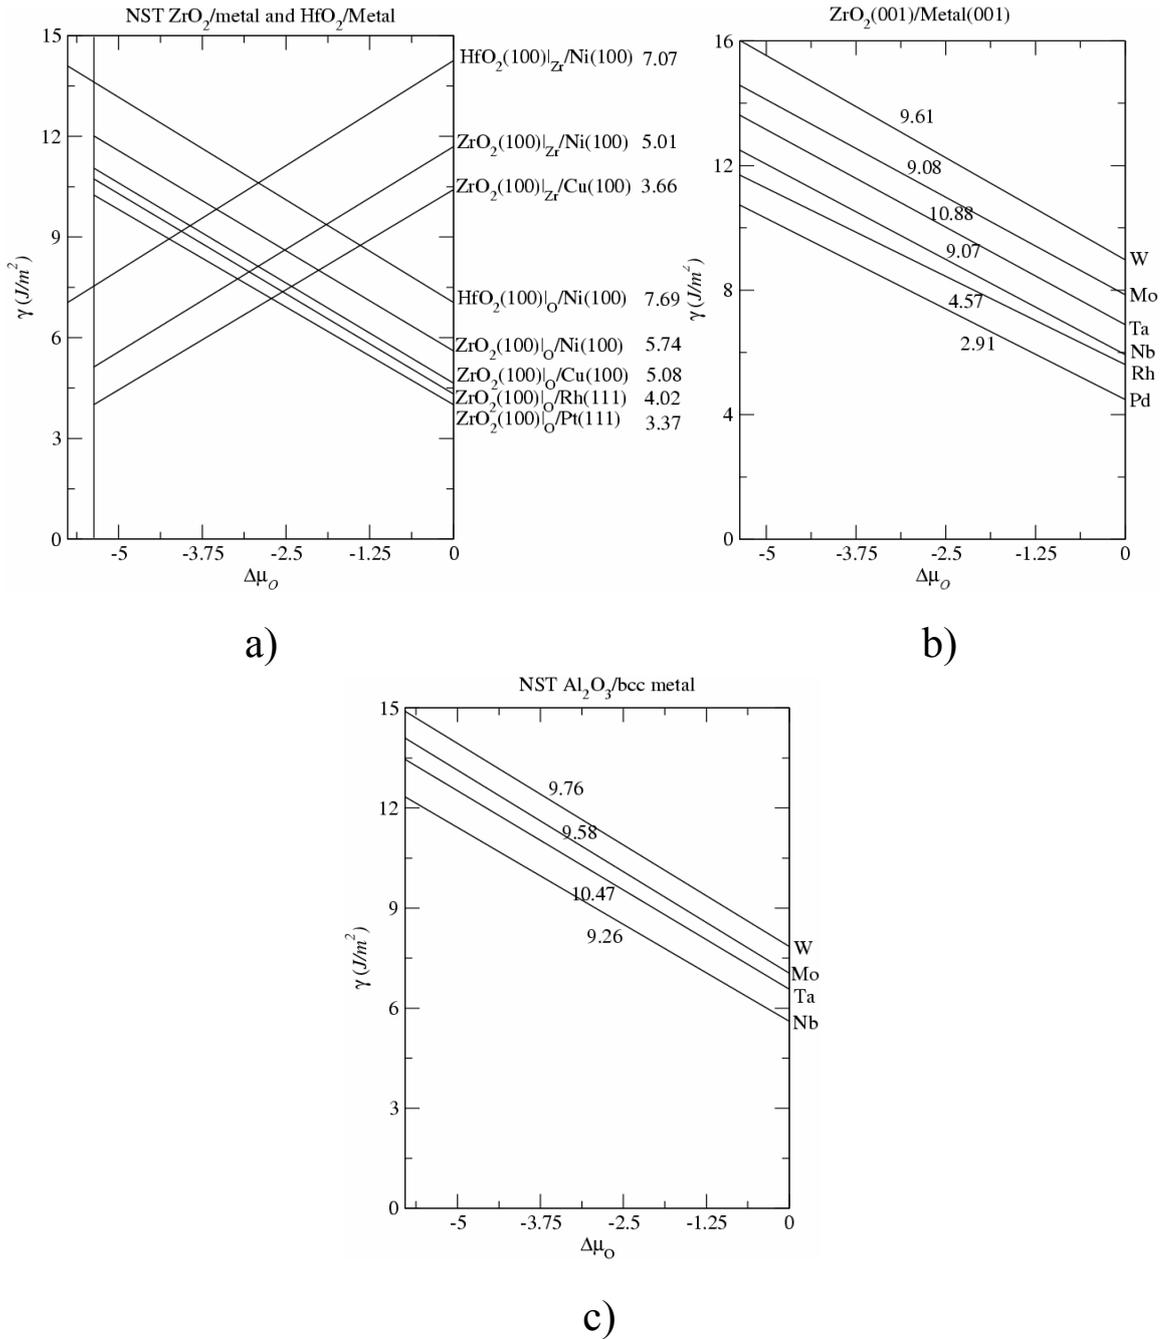 NST ZrO2/metal and HfO2/Metal
15
12
9
6
3
0
γ (J/m2)
-5 -3.75 -2.5 -1.25 0
ΔμO
HfO2(100)|Zr/Ni(100) 7.07
ZrO2(100)|Zr/Ni(100) 5.01
ZrO2(100)|Zr/Cu(100) 3.66
HfO2(100)|O/Ni(100) 7.69
ZrO2(100)|O/Ni(100) 5.74
ZrO2(100)|O/Cu(100) 5.08
ZrO2(100)|O/Rh(111) 4.02
ZrO2(100)|O/Pt(111) 3.37
a)
ZrO2(001)/Metal(001)
16
12
8
4
0
γ (J/m2)
-5 -3.75 -2.5 -1.25 0
ΔμO
9.61
9.08
10.88
9.07
4.57
2.91
W
Mo
Ta
Nb
Rh
Pd
b)
NST Al2O3/bcc metal
15
12
9
6
3
0
γ (J/m2)
-5 -3.75 -2.5 -1.25 0
ΔμO
9.76
9.58
10.47
9.26
W
Mo
Ta
Nb
c)